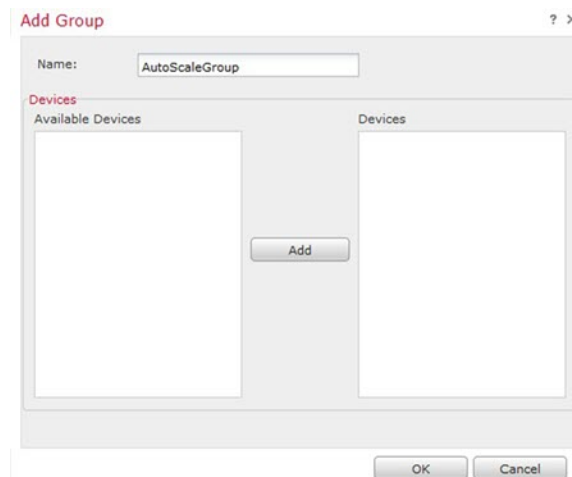 Add Group
?
Name:
AutoScaleGroup
Devices
Available Devices
Devices
Add
OK
Cancel